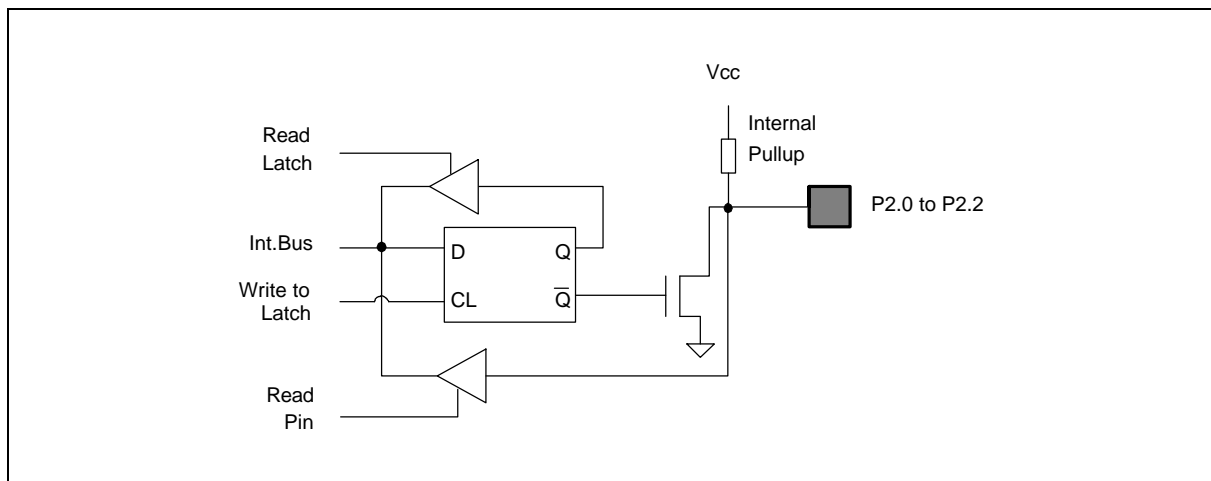 Vcc
Internal
Pullup
Read
Latch
P2.0 to P2.2
Int.Bus
D
Q
Write to
Latch
CL
Q̅
Read
Pin